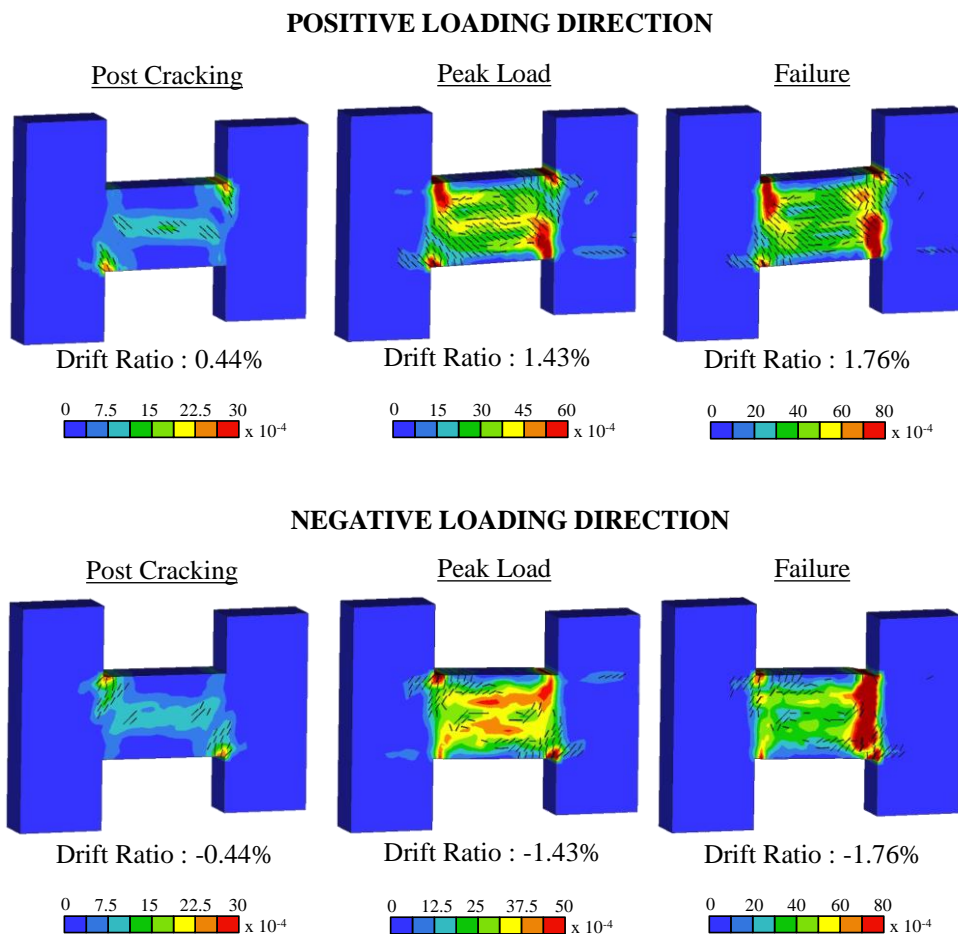 POSITIVE LOADING DIRECTION
Post Cracking Peak Load Failure
Drift Ratio : 0.44% Drift Ratio : 1.43% Drift Ratio : 1.76%
0 7.5 15 22.5 30 x 10⁻⁴ 0 15 30 45 60 x 10⁻⁴ 0 20 40 60 80 x 10⁻⁴
NEGATIVE LOADING DIRECTION
Post Cracking Peak Load Failure
Drift Ratio : -0.44% Drift Ratio : -1.43% Drift Ratio : -1.76%
0 7.5 15 22.5 30 x 10⁻⁴ 0 12.5 25 37.5 50 x 10⁻⁴ 0 20 40 60 80 x 10⁻⁴